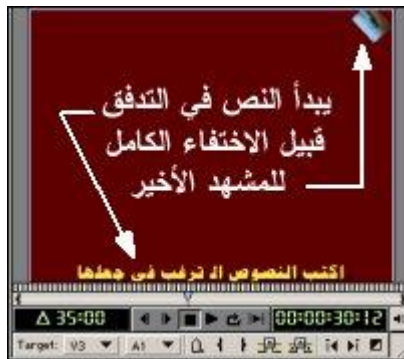 يبدأ النص في التدفق
قبيل الاختفاء الكامل
للمشهد الأخير
اكتب النصوص الـ ترغب في جعلها
Δ 35:00
00:00:30:12
Target: V3 A1